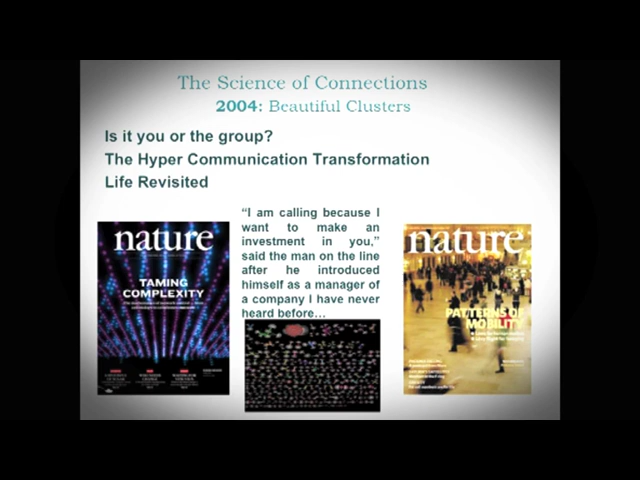 The Science of Connections
2004: Beautiful Clusters
Is it you or the group?
The Hyper Communication Transformation
Life Revisited
“I am calling because I
want to make an
investment in you,”
said the man on the line
after he introduced
himself as a manager of
a company I have never
heard before…
nature
TAMING
COMPLEXITY
nature
PATTERNS OF
MOBILITY